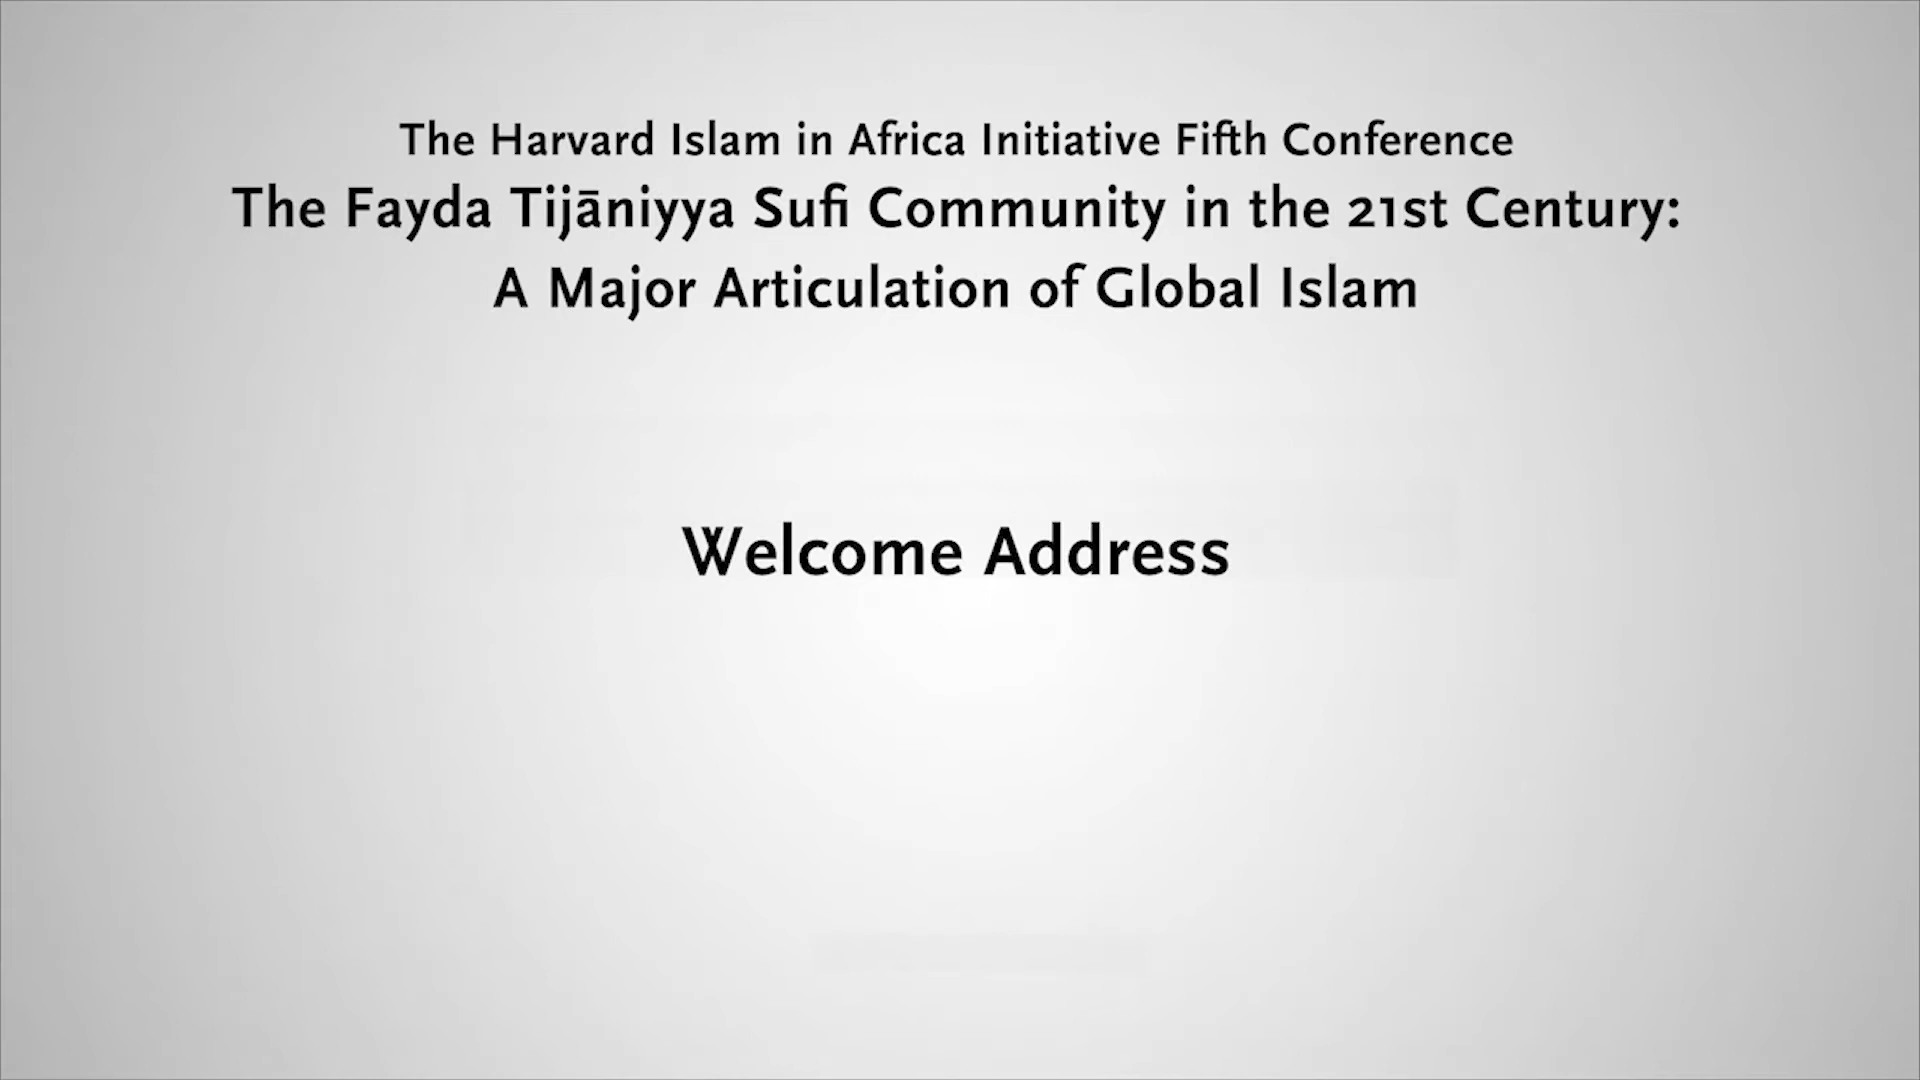 The Harvard Islam in Africa Initiative Fifth Conference
The Fayda Tijāniyya Sufi Community in the 21st Century:
A Major Articulation of Global Islam
Welcome Address